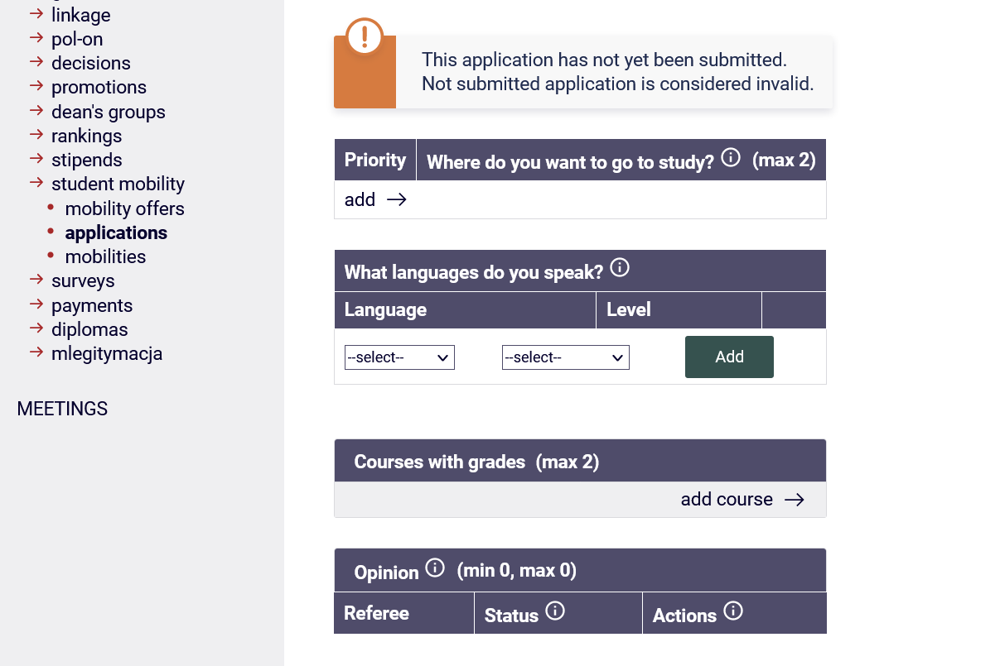 linkage
pol-on
decisions
promotions
dean's groups
rankings
stipends
student mobility
mobility offers
applications
mobilities
surveys
payments
diplomas
mlegitymacja
MEETINGS
This application has not yet been submitted.
Not submitted application is considered invalid.
Priority Where do you want to go to study? (max 2)
add
What languages do you speak?
Language Level
--select-- --select-- Add
Courses with grades (max 2)
add course
Opinion (min 0, max 0)
Referee Status Actions